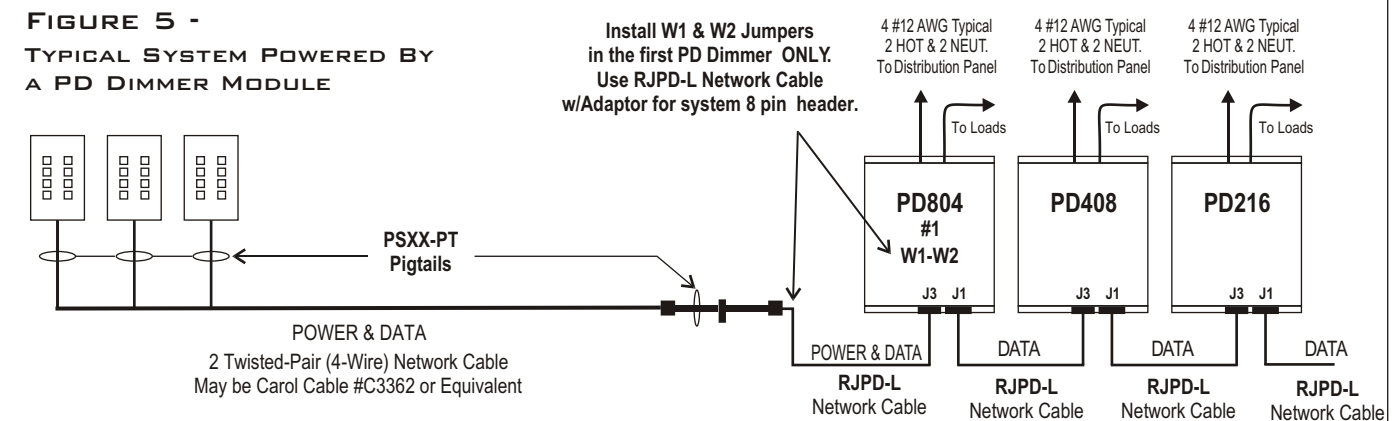 FIGURE 5 -
TYPICAL SYSTEM POWERED BY
A PD DIMMER MODULE
Install W1 & W2 Jumpers
in the first PD Dimmer ONLY.
Use RJPD-L Network Cable
w/Adaptor for system 8 pin header.
4 #12 AWG Typical
2 HOT & 2 NEUT.
To Distribution Panel
4 #12 AWG Typical
2 HOT & 2 NEUT.
To Distribution Panel
4 #12 AWG Typical
2 HOT & 2 NEUT.
To Distribution Panel
To Loads
To Loads
To Loads
PD804
#1
W1-W2
J3 J1
PD408
J3 J1
PD216
J3 J1
PSXX-PT
Pigtails
POWER & DATA
2 Twisted-Pair (4-Wire) Network Cable
May be Carol Cable #C3362 or Equivalent
POWER & DATA
RJPD-L
Network Cable
DATA
RJPD-L
Network Cable
DATA
RJPD-L
Network Cable
DATA
RJPD-L
Network Cable